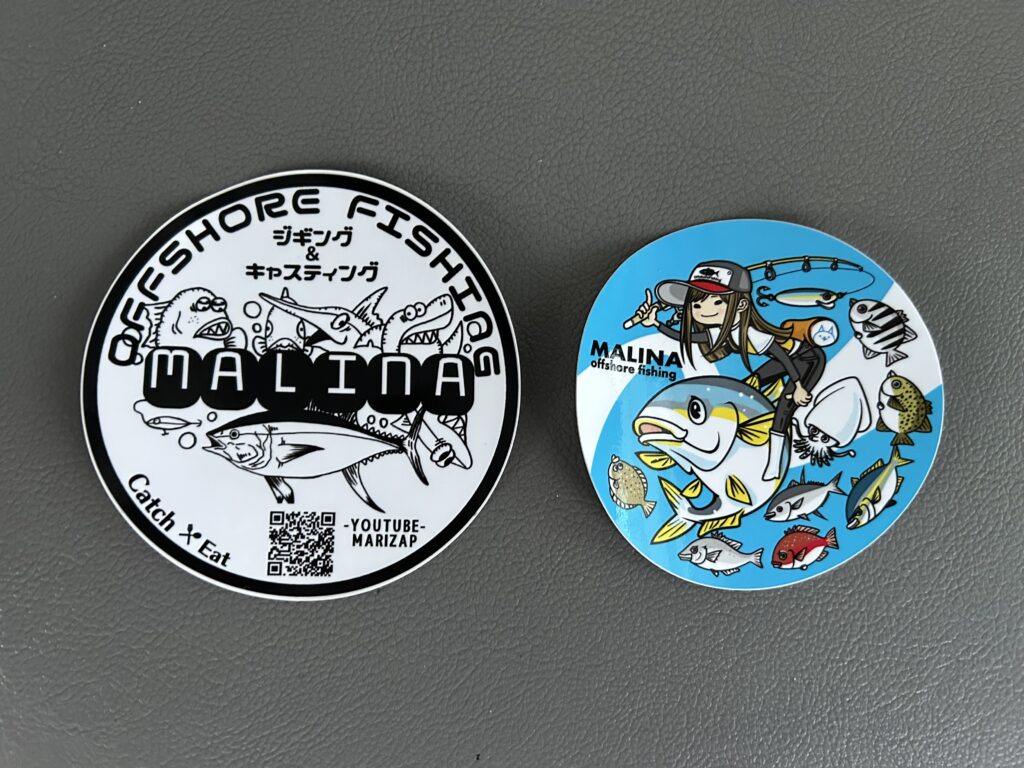 OFFSHORE FISHING
ジギング
&
キャスティング
MALINA
Catch Eat
-YOUTUBE-
MARIZAP
MALINA
offshore fishing